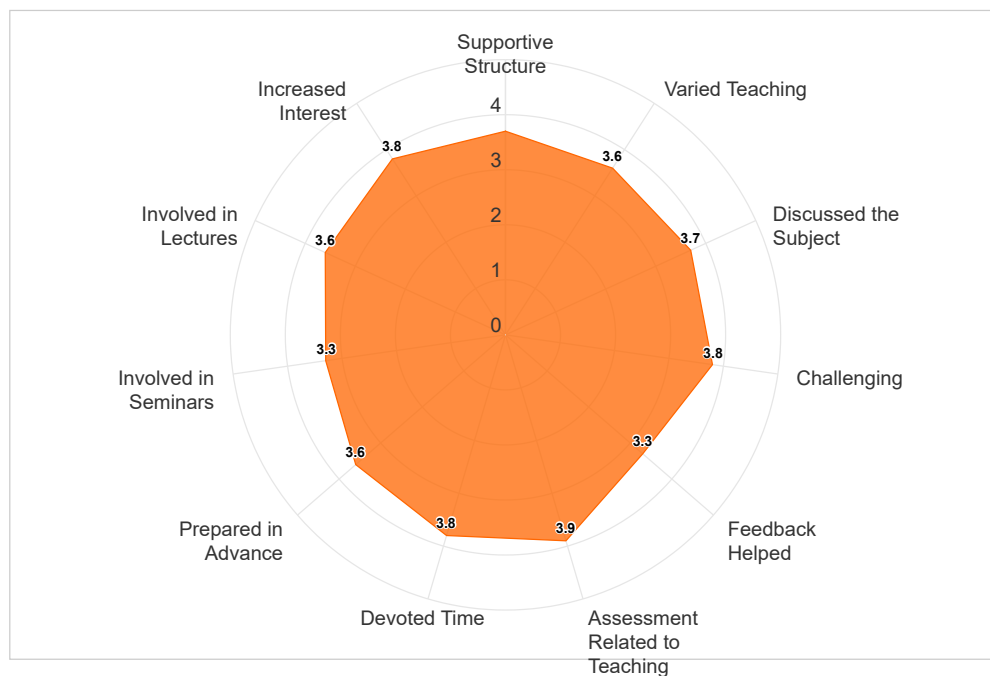 Supportive
Structure
Increased
Interest
Varied Teaching
4
3.8
3.6
3
Involved in
Lectures
Discussed the
Subject
2
3.6
3.7
1
0
3.3
3.8
Involved in
Seminars
Challenging
3.6
3.3
Prepared in
Advance
Feedback
Helped
3.8
3.9
Devoted Time
Assessment
Related to
Teaching